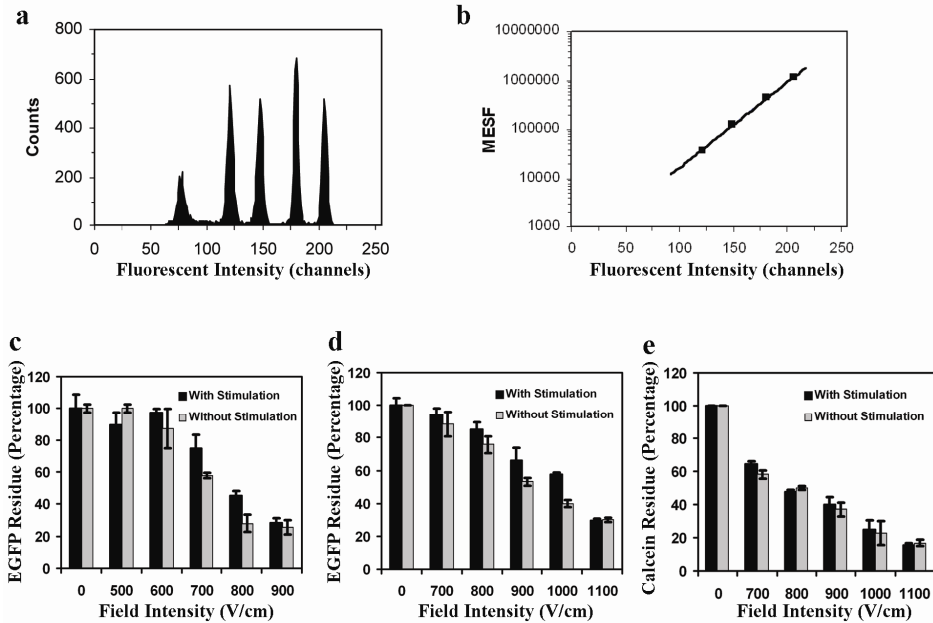 a
800
600
400
200
0
Counts
0 50 100 150 200 250
Fluorescent Intensity (channels)
b
10000000
1000000
100000
10000
1000
MESF
0 50 100 150 200 250
Fluorescent Intensity (channels)
c
120
100
80
60
40
20
0
EGFP Residue (Percentage)
With Stimulation
Without Stimulation
0 500 600 700 800 900
Field Intensity (V/cm)
d
120
100
80
60
40
20
0
EGFP Residue (Percentage)
With Stimulation
Without Stimulation
0 700 800 900 1000 1100
Field Intensity (V/cm)
e
120
100
80
60
40
20
0
Calcein Residue (Percentage)
With Stimulation
Without Stimulation
0 700 800 900 1000 1100
Field Intensity (V/cm)